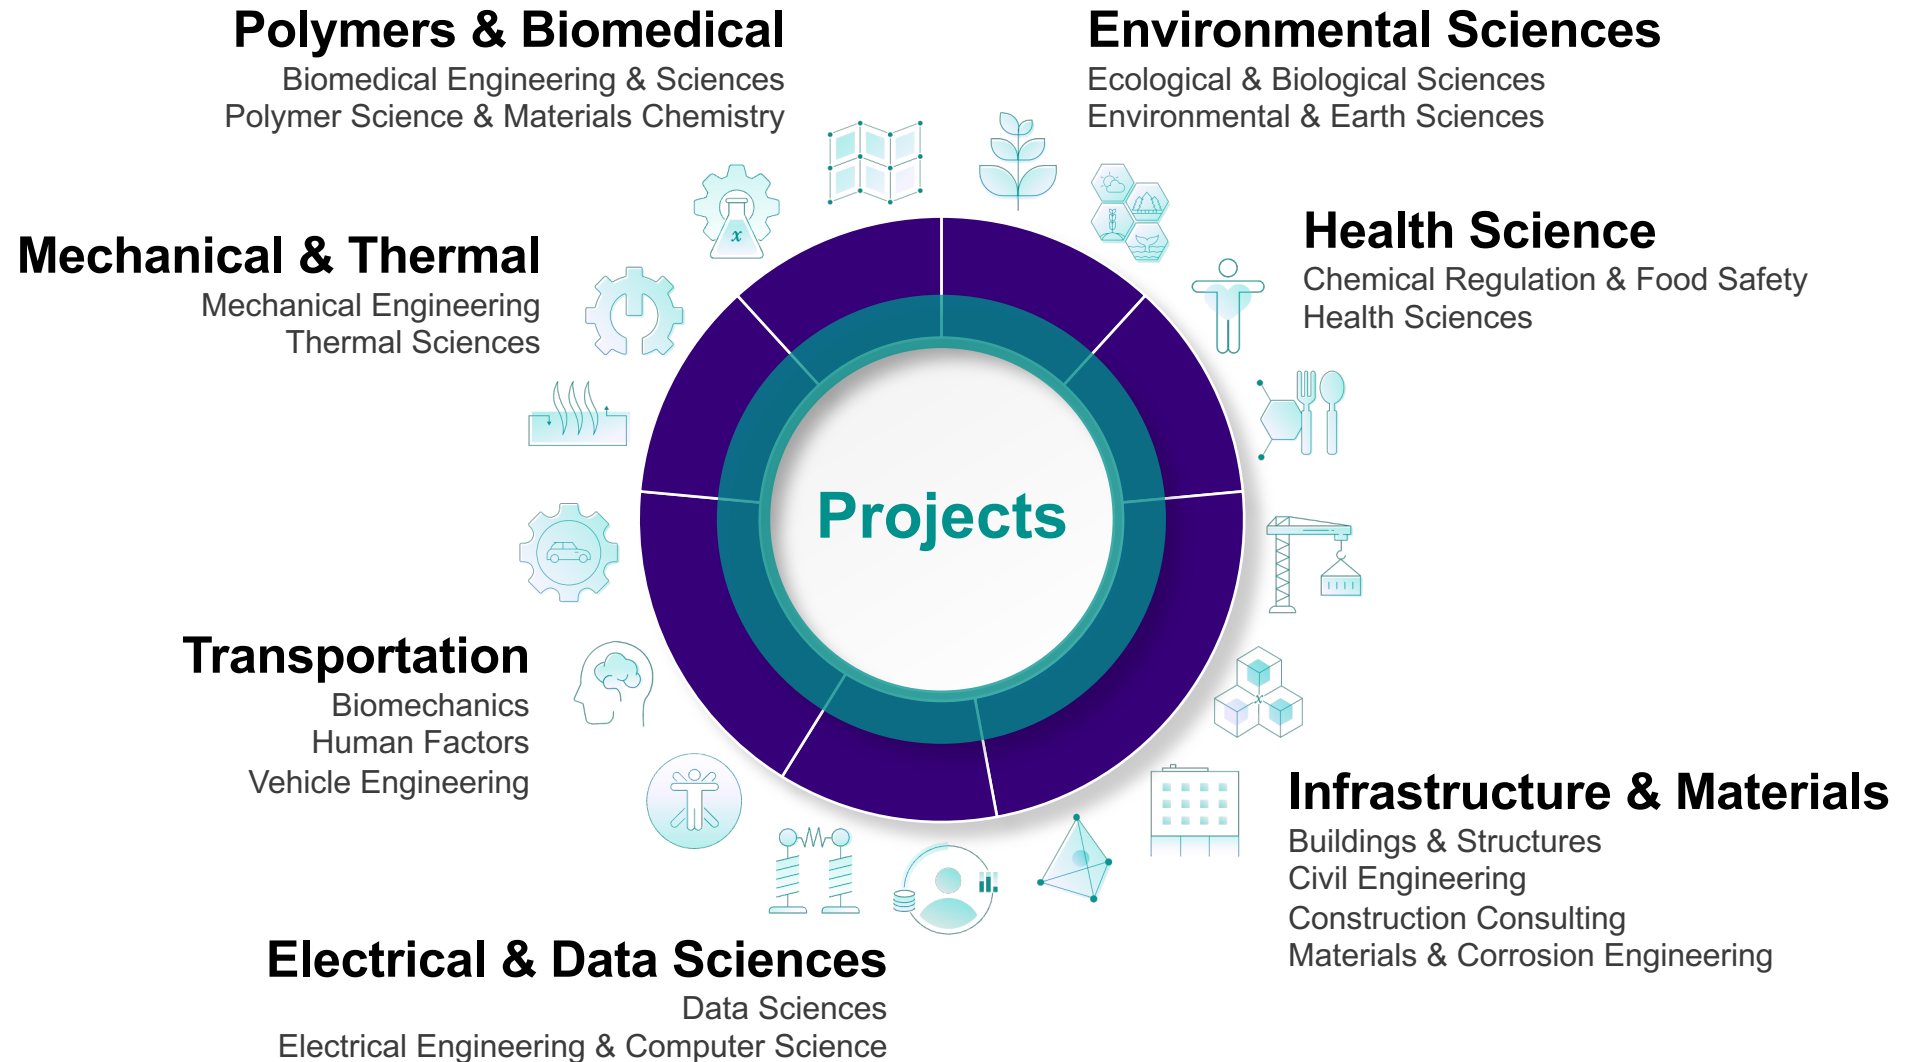 Polymers & Biomedical
Biomedical Engineering & Sciences
Polymer Science & Materials Chemistry
Environmental Sciences
Ecological & Biological Sciences
Environmental & Earth Sciences
Mechanical & Thermal
Mechanical Engineering
Thermal Sciences
x
Health Science
Chemical Regulation & Food Safety
Health Sciences
Projects
Transportation
Biomechanics
Human Factors
Vehicle Engineering
x
Infrastructure & Materials
Buildings & Structures
Civil Engineering
Construction Consulting
Materials & Corrosion Engineering
Electrical & Data Sciences
Data Sciences
Electrical Engineering & Computer Science